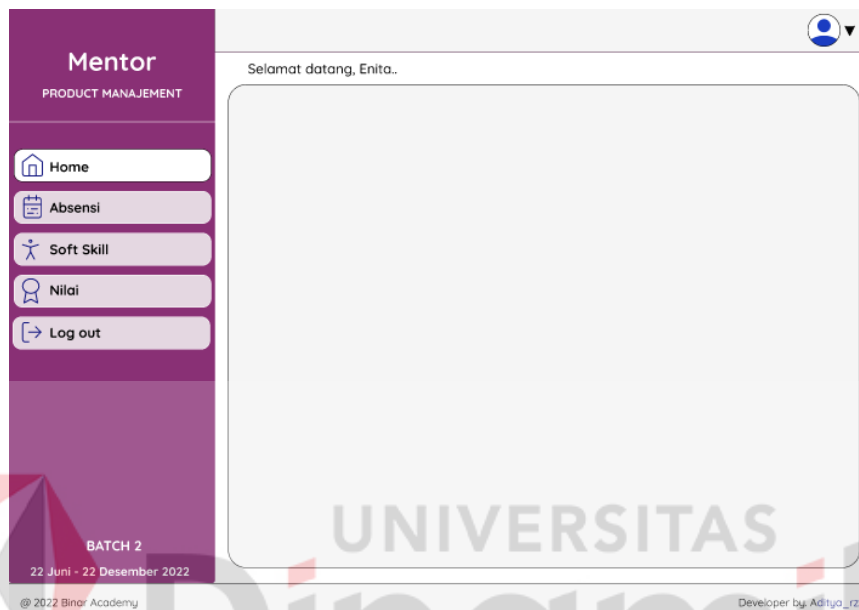 Mentor
PRODUCT MANAJEMENT
Selamat datang, Enita..
Home
Absensi
Soft Skill
Nilai
Log out
UNIVERSITAS
BATCH 2
22 Juni - 22 Desember 2022
@ 2022 Binar Academy
Developer by. Aditya_rz